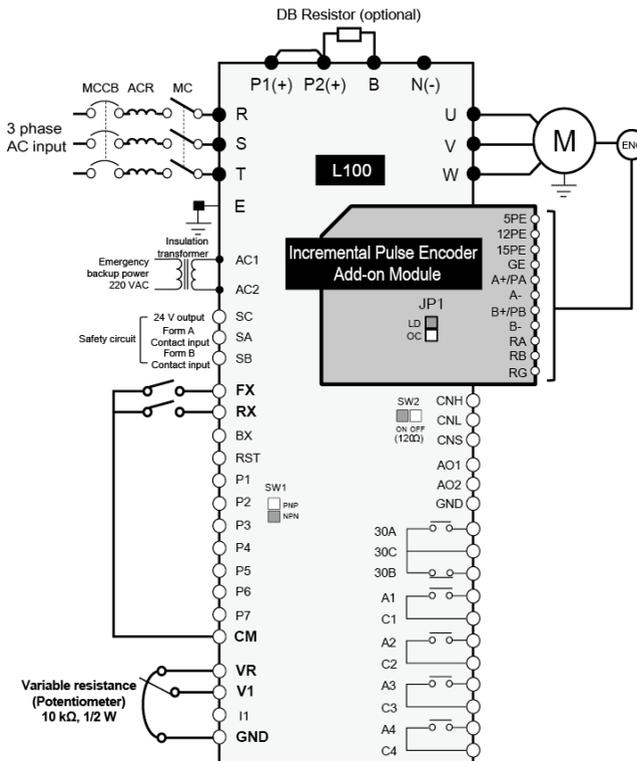 DB Resistor (optional)
P1(+) P2(+) B N(-)
MCCB ACR MC
3 phase
AC input
R
S
T
E
U
V
W
M
ENC
L100
Insulation
transformer
Emergency
backup power
220 VAC
AC1
AC2
Safety circuit
24 V output
Form A
Contact input
Form B
Contact input
SC
SA
SB
FX
RX
BX
RST
P1
P2
P3
P4
P5
P6
P7
CM
VR
V1
I1
GND
SW1
PNP
NPN
Variable resistance
(Potentiometer)
10 kΩ, 1/2 W
Incremental Pulse Encoder
Add-on Module
JP1
LD
OC
5PE
12PE
15PE
GE
A+/PA
A-
B+/PB
B-
RA
RB
RG
SW2
ON OFF
(120Ω)
CNH
CNL
CNS
AO1
AO2
GND
30A
30C
30B
A1
C1
A2
C2
A3
C3
A4
C4